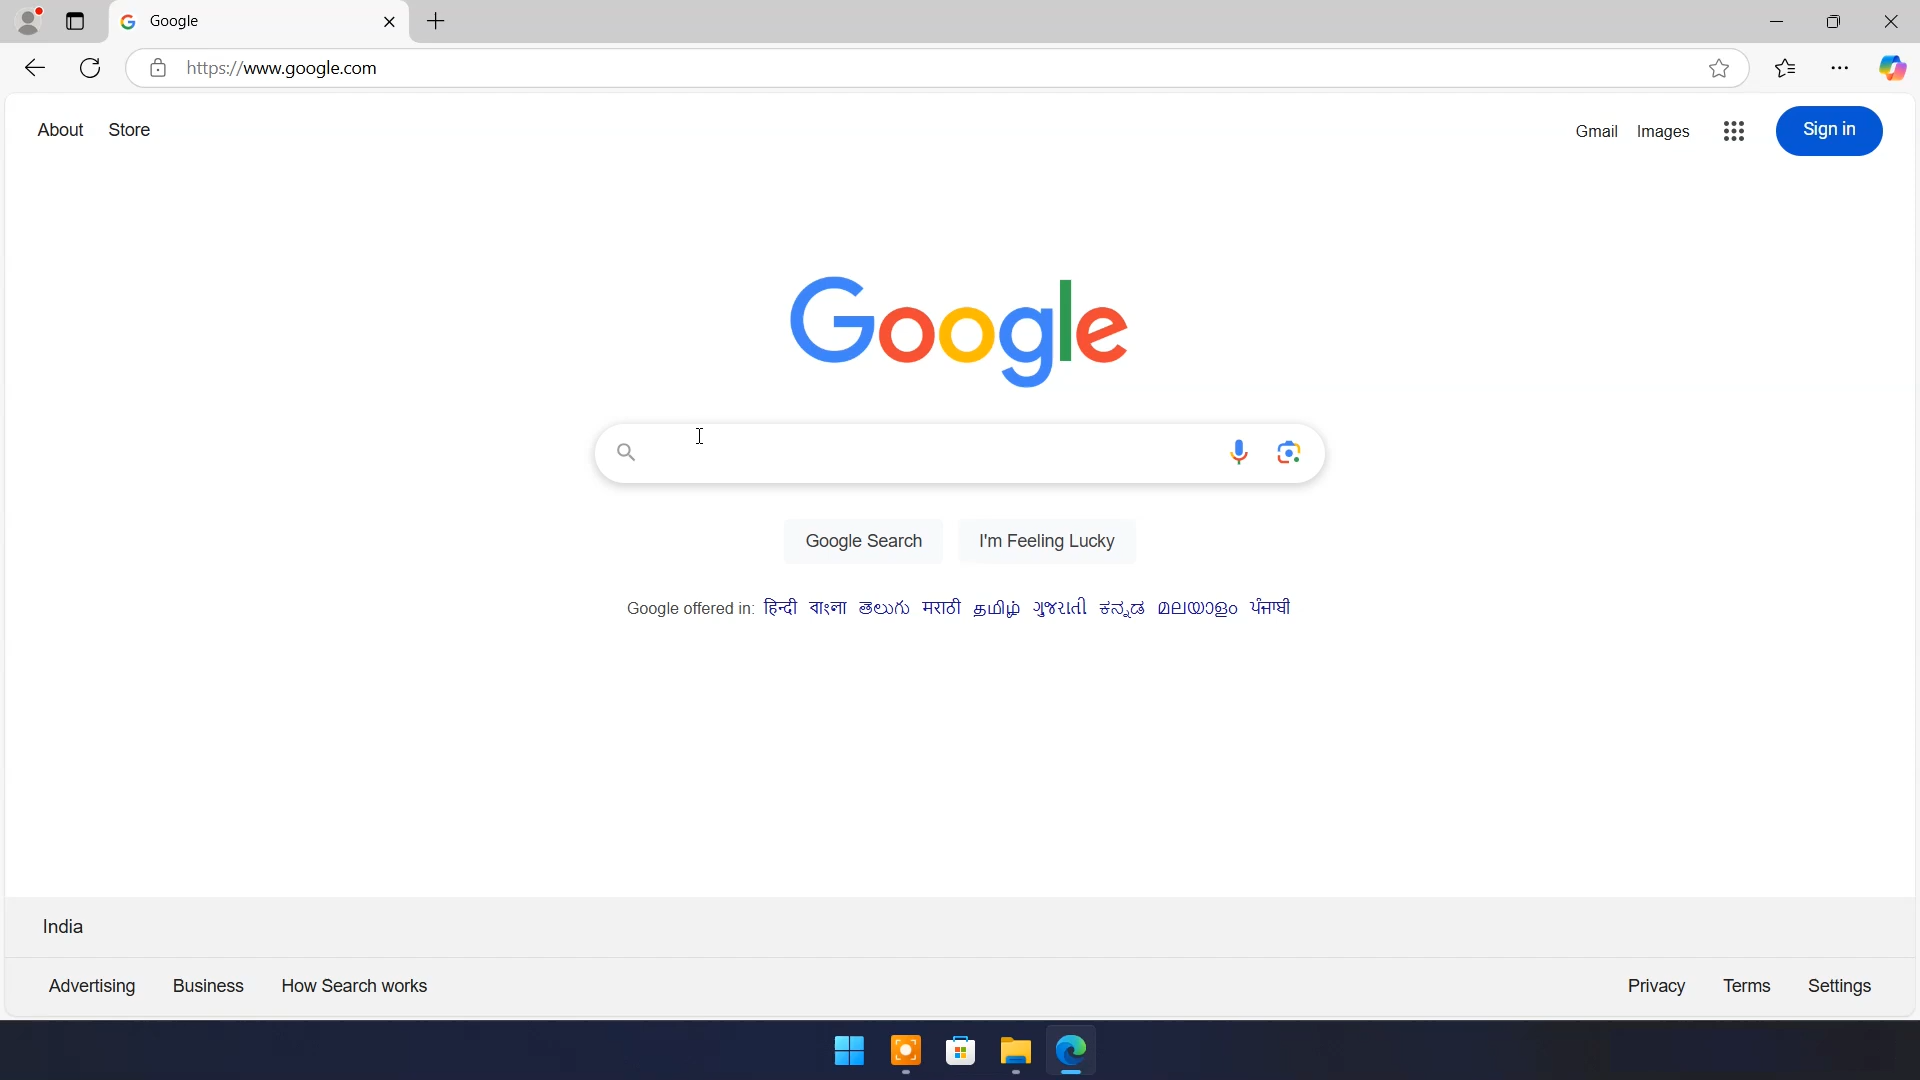 Google
https://www.google.com
About Store
Gmail Images Sign in
Google
Google Search I'm Feeling Lucky
Google offered in: हिन्दी বাংলা తెలుగు मराठी தமிழ் ગુજરાતી ಕನ್ನಡ മലയാളം ਪੰਜਾਬੀ
India
Advertising Business How Search works
Privacy Terms Settings